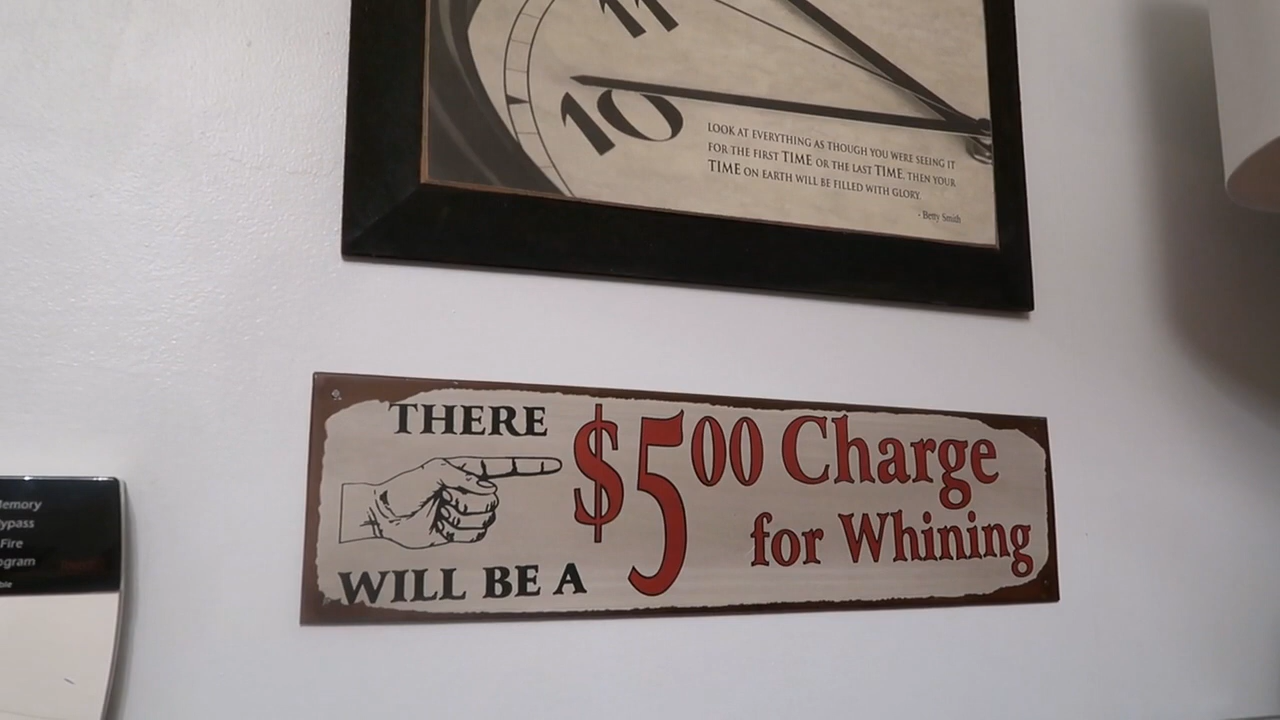 11
10
LOOK AT EVERYTHING AS THOUGH YOU WERE SEEING IT
FOR THE FIRST TIME OR THE LAST TIME. THEN YOUR
TIME ON EARTH WILL BE FILLED WITH GLORY.
- Betty Smith
THERE
WILL BE A
$500 Charge
for Whining
emory
ypass
Fire
ogram
ble